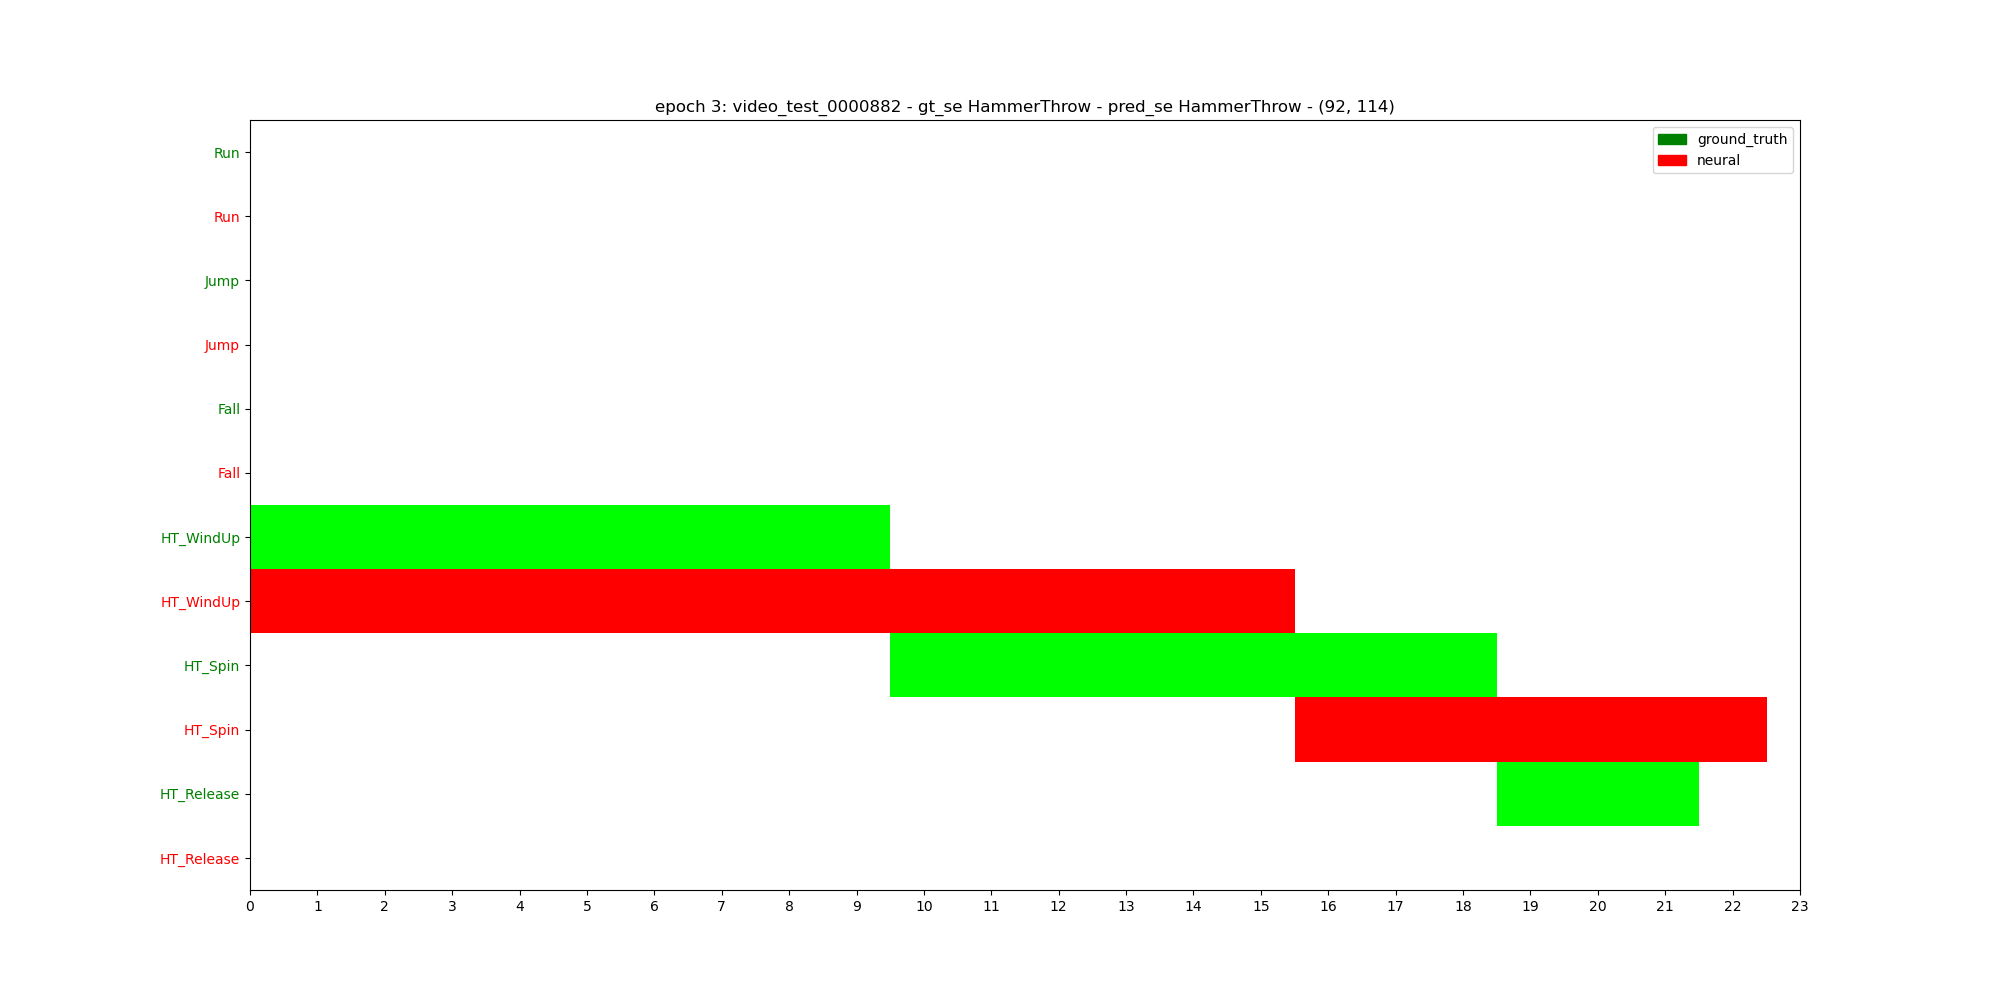 epoch 3: video_test_0000882 - gt_se HammerThrow - pred_se HammerThrow - (92, 114)
ground_truth
neural
Run
Run
Jump
Jump
Fall
Fall
HT_WindUp
HT_WindUp
HT_Spin
HT_Spin
HT_Release
HT_Release
0 1 2 3 4 5 6 7 8 9 10 11 12 13 14 15 16 17 18 19 20 21 22 23